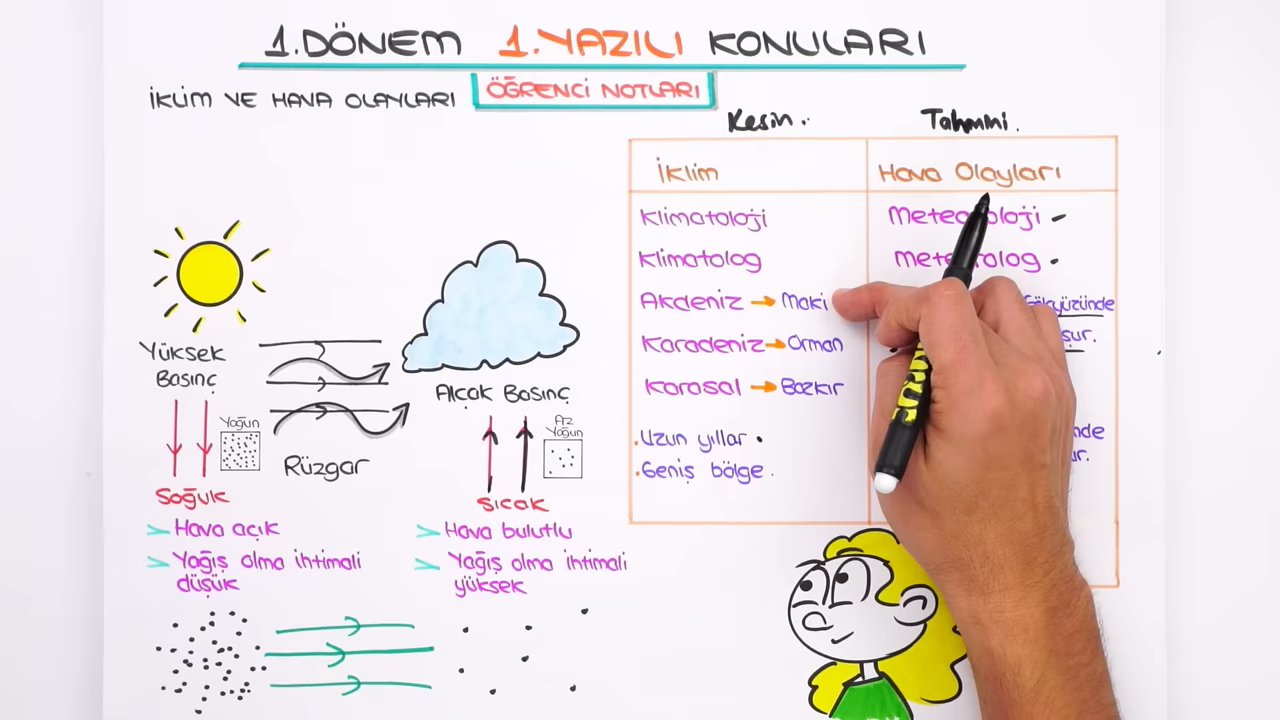 1.DÖNEM 1.YAZILI KONULARI
İKLİM VE HAVA OLAYLARI
ÖĞRENCİ NOTLARI
Kesin.
Tahmini.
İklim
Hava Olayları
Klimatoloji
Meteoroloji
Klimatolog
Meteorolog
Akdeniz → Maki
Gökyüzünde
Karadeniz → Orman
Karasal → Bozkır
.Uzun yıllar
.Geniş bölge
Yüksek
Basınç
Yoğun
Soğuk
Rüzgar
Alçak Basınç
Az
Yoğun
Sıcak
> Hava açık
> Yağış olma ihtimali
düşük
> Hava bulutlu
> Yağış olma ihtimali
yüksek